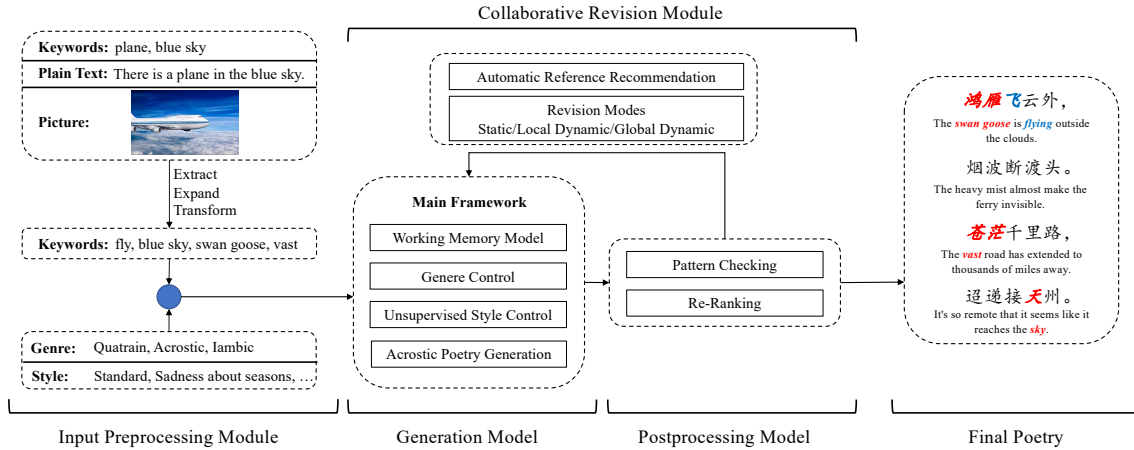 Collaborative Revision Module
Keywords: plane, blue sky
Plain Text: There is a plane in the blue sky.
Picture:
Extract
Expand
Transform
Keywords: fly, blue sky, swan goose, vast
Genre: Quatrain, Acrostic, Iambic
Style: Standard, Sadness about seasons, …
Input Preprocessing Module
Automatic Reference Recommendation
Revision Modes
Static/Local Dynamic/Global Dynamic
Main Framework
Working Memory Model
Genere Control
Unsupervised Style Control
Acrostic Poetry Generation
Generation Model
Pattern Checking
Re-Ranking
Postprocessing Model
鸿雁飞云外，
The swan goose is flying outside
the clouds.
烟波断渡头。
The heavy mist almost make the
ferry invisible.
苍茫千里路，
The vast road has extended to
thousands of miles away.
迢递接天州。
It's so remote that it seems like it
reaches the sky.
Final Poetry